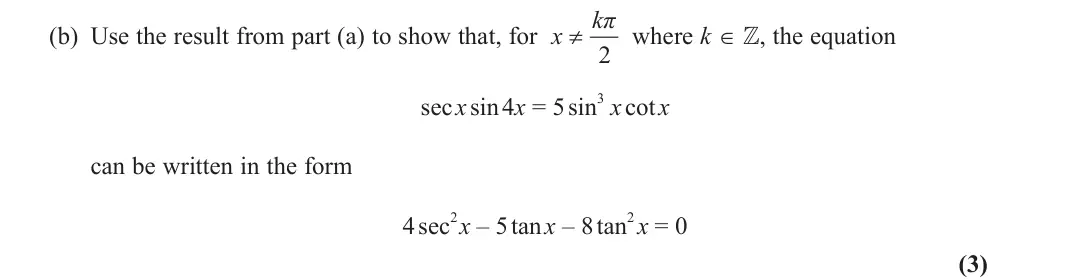 (b) Use the result from part (a) to show that, for x ≠ kπ/2 where k ∈ ℤ, the equation
sec x sin 4x = 5 sin³ x cot x
can be written in the form
4 sec² x – 5 tan x – 8 tan² x = 0
(3)